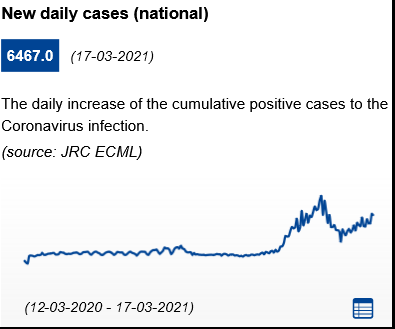 New daily cases (national)
6467.0 (17-03-2021)
The daily increase of the cumulative positive cases to the
Coronavirus infection.
(source: JRC ECML)
(12-03-2020 - 17-03-2021)